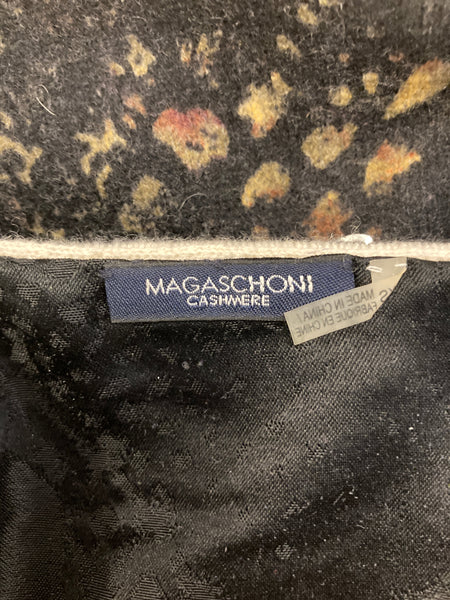 MAGASCHONI
CASHMERE
S
MADE IN CHINA/
FABRIQUE EN CHINE